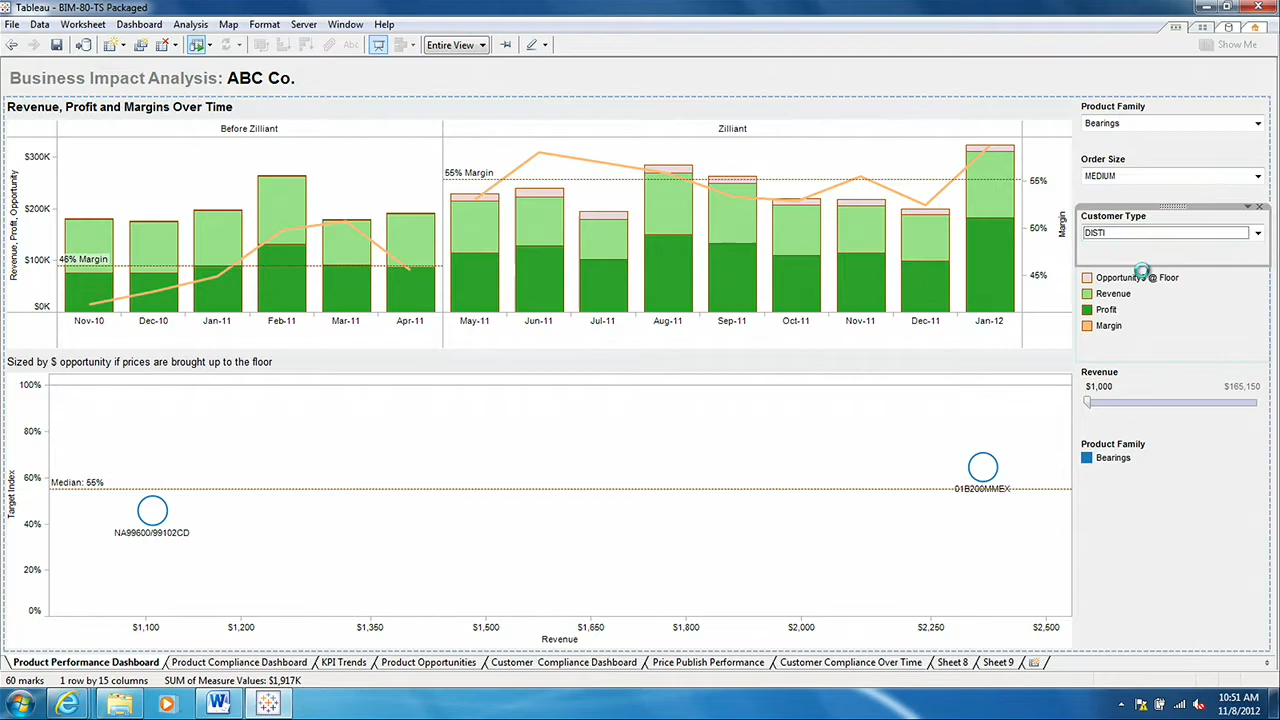 Tableau - BIM-80-TS Packaged
File Data Worksheet Dashboard Analysis Map Format Server Window Help
Abc Entire View Show Me
Business Impact Analysis: ABC Co.
Revenue, Profit and Margins Over Time
Before Zilliant Zilliant
Revenue, Profit, Opportunity
$300K
$200K
$100K
$0K
46% Margin
55% Margin
55%
50%
45%
Margin
Nov-10 Dec-10 Jan-11 Feb-11 Mar-11 Apr-11 May-11 Jun-11 Jul-11 Aug-11 Sep-11 Oct-11 Nov-11 Dec-11 Jan-12
Product Family
Bearings
Order Size
MEDIUM
Customer Type
DISTI
Opportunity $ @ Floor
Revenue
Profit
Margin
Revenue
$1,000 $165,150
Product Family
Bearings
Sized by $ opportunity if prices are brought up to the floor
Target Index
100%
80%
60%
40%
20%
0%
Median: 55%
NA99600/99102CD
01B200MMEX
$1,100 $1,200 $1,350 $1,500 $1,650 $1,800 $2,000 $2,250 $2,500
Revenue
Product Performance Dashboard Product Compliance Dashboard KPI Trends Product Opportunities Customer Compliance Dashboard Price Publish Performance Customer Compliance Over Time Sheet 8 Sheet 9
60 marks 1 row by 15 columns SUM of Measure Values: $1,917K
10:51 AM
11/8/2012